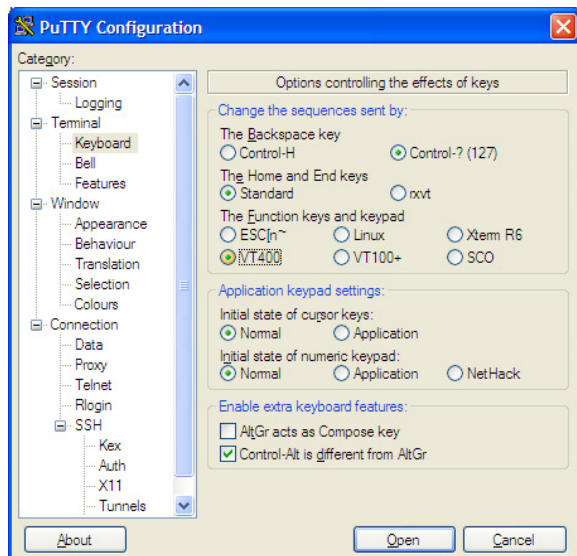 PuTTY Configuration
Category:
Session
Logging
Terminal
Keyboard
Bell
Features
Window
Appearance
Behaviour
Translation
Selection
Colours
Connection
Data
Proxy
Telnet
Rlogin
SSH
Kex
Auth
X11
Tunnels
Options controlling the effects of keys
Change the sequences sent by:
The Backspace key
Control-H Control-? (127)
The Home and End keys
Standard rxvt
The Function keys and keypad
ESC[n~ Linux Xterm R6
VT400 VT100+ SCO
Application keypad settings:
Initial state of cursor keys:
Normal Application
Initial state of numeric keypad:
Normal Application NetHack
Enable extra keyboard features:
AltGr acts as Compose key
Control-Alt is different from AltGr
About Open Cancel